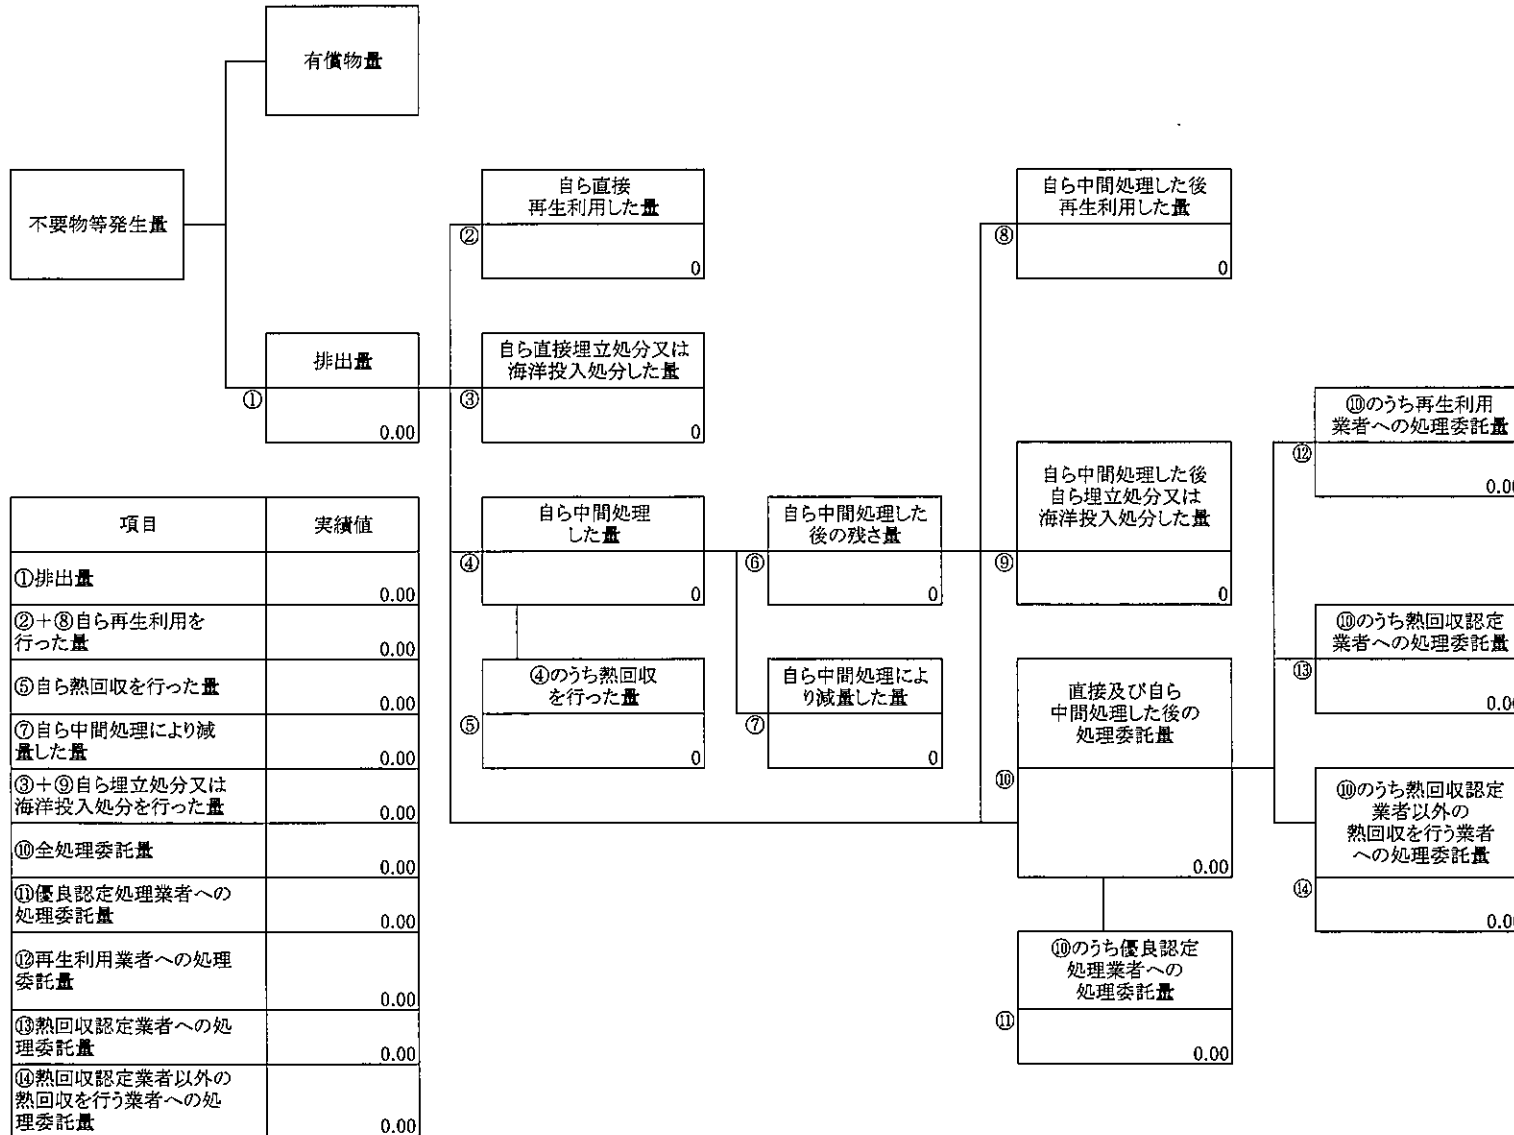 有償物量
不要物等発生量
①
排出量
0.00
②
自ら直接
再生利用した量
0
③
自ら直接埋立処分又は
海洋投入処分した量
0
④
自ら中間処理
した量
0
⑤
④のうち熱回収
を行った量
0
⑥
自ら中間処理した
後の残さ量
0
⑦
自ら中間処理によ
り減量した量
0
⑧
自ら中間処理した後
再生利用した量
0
⑨
自ら中間処理した後
自ら埋立処分又は
海洋投入処分した量
0
⑩
直接及び自ら
中間処理した後の
処理委託量
0.00
⑪
⑩のうち優良認定
処理業者への
処理委託量
0.00
⑫
⑩のうち再生利用
業者への処理委託量
0.00
⑬
⑩のうち熱回収認定
業者への処理委託量
0.00
⑭
⑩のうち熱回収認定
業者以外の
熱回収を行う業者
への処理委託量
0.00
項目 実績値
①排出量
0.00
②＋⑧自ら再生利用を
行った量
0.00
⑤自ら熱回収を行った量
0.00
⑦自ら中間処理により減
量した量
0.00
③＋⑨自ら埋立処分又は
海洋投入処分を行った量
0.00
⑩全処理委託量
0.00
⑪優良認定処理業者への
処理委託量
0.00
⑫再生利用業者への処理
委託量
0.00
⑬熱回収認定業者への処
理委託量
0.00
⑭熱回収認定業者以外の
熱回収を行う業者への処
理委託量
0.00